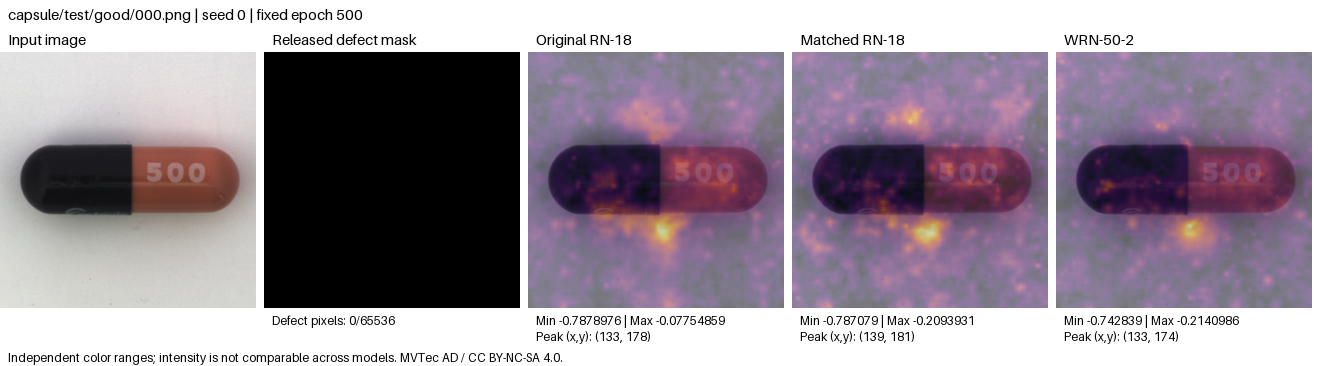 capsule/test/good/000.png | seed 0 | fixed epoch 500
Input image
Released defect mask
Original RN-18
Matched RN-18
WRN-50-2
500
500
500
500
Defect pixels: 0/65536
Min -0.7878976 | Max -0.07754859
Peak (x,y): (133, 178)
Min -0.787079 | Max -0.2093931
Peak (x,y): (139, 181)
Min -0.742839 | Max -0.2140986
Peak (x,y): (133, 174)
Independent color ranges; intensity is not comparable across models. MVTec AD / CC BY-NC-SA 4.0.